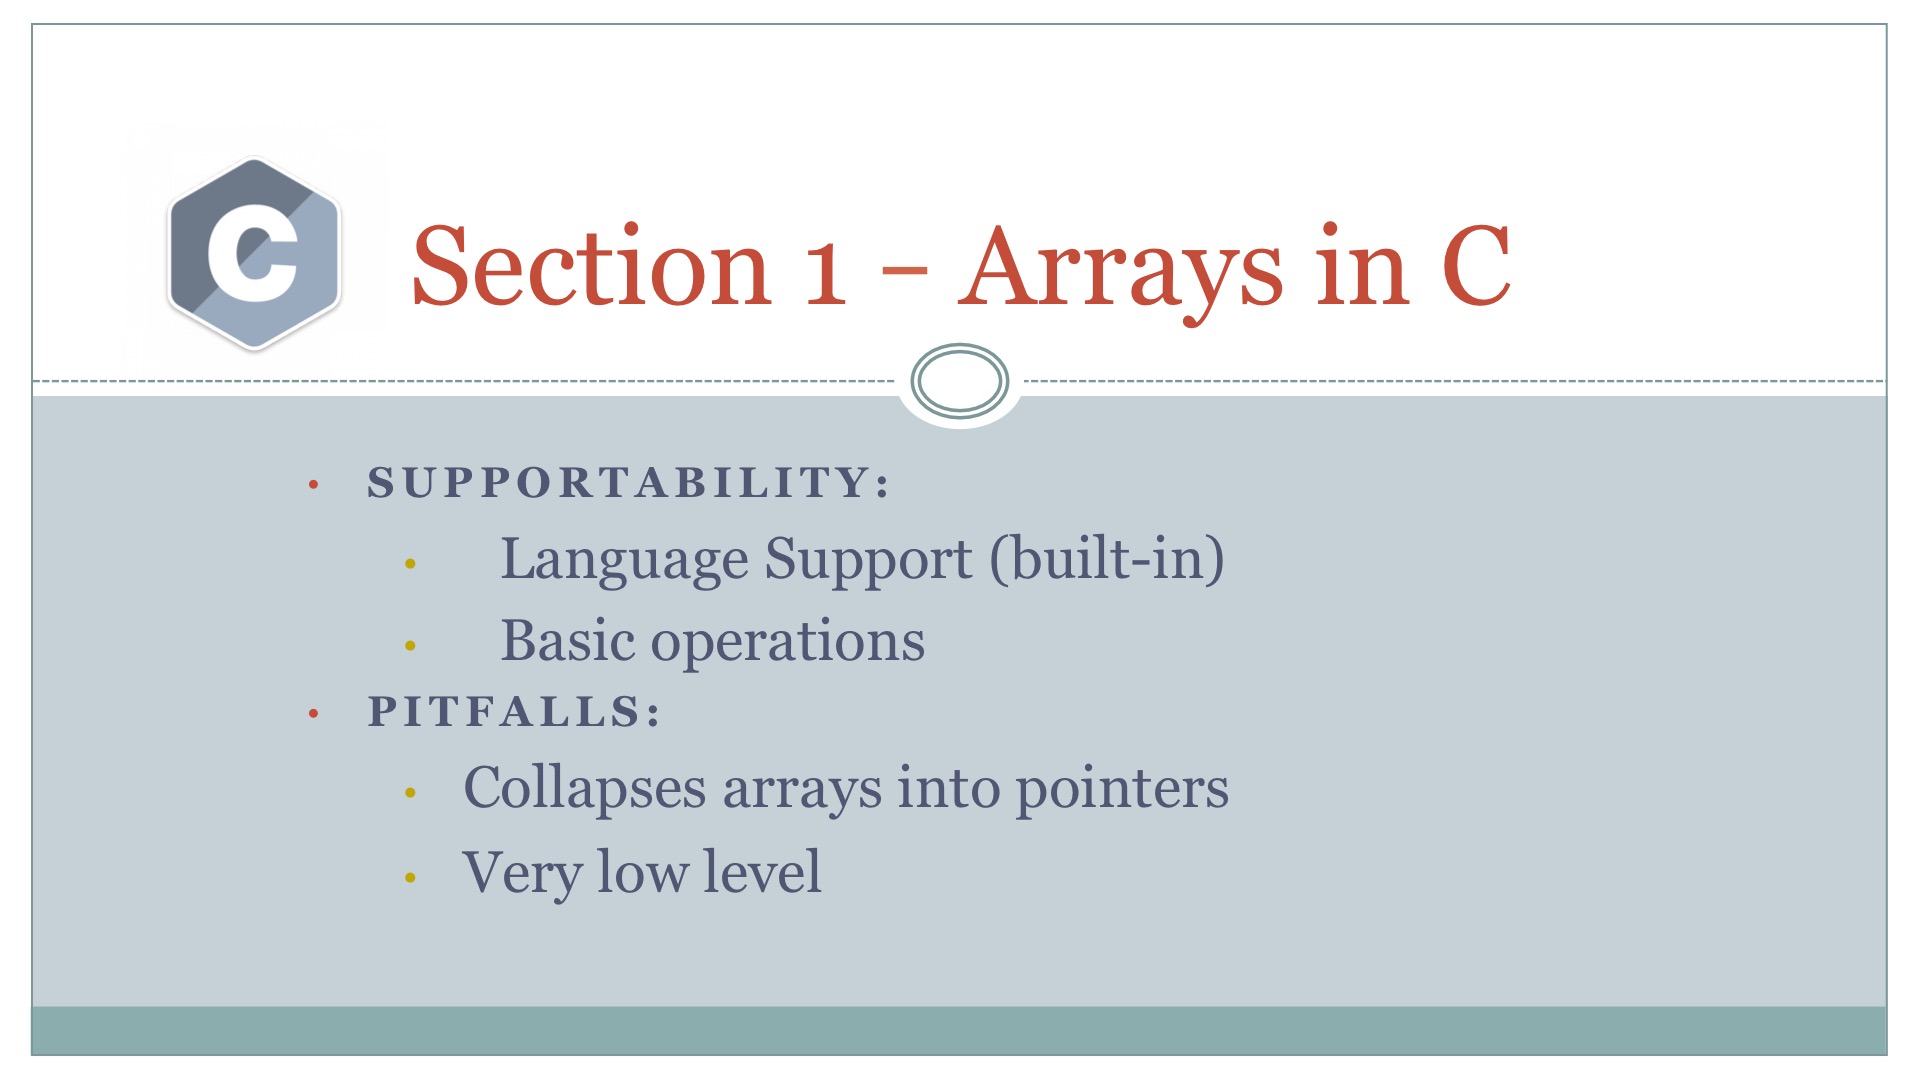 C
Section 1 – Arrays in C
• SUPPORTABILITY:
• Language Support (built-in)
• Basic operations
• PITFALLS:
• Collapses arrays into pointers
• Very low level